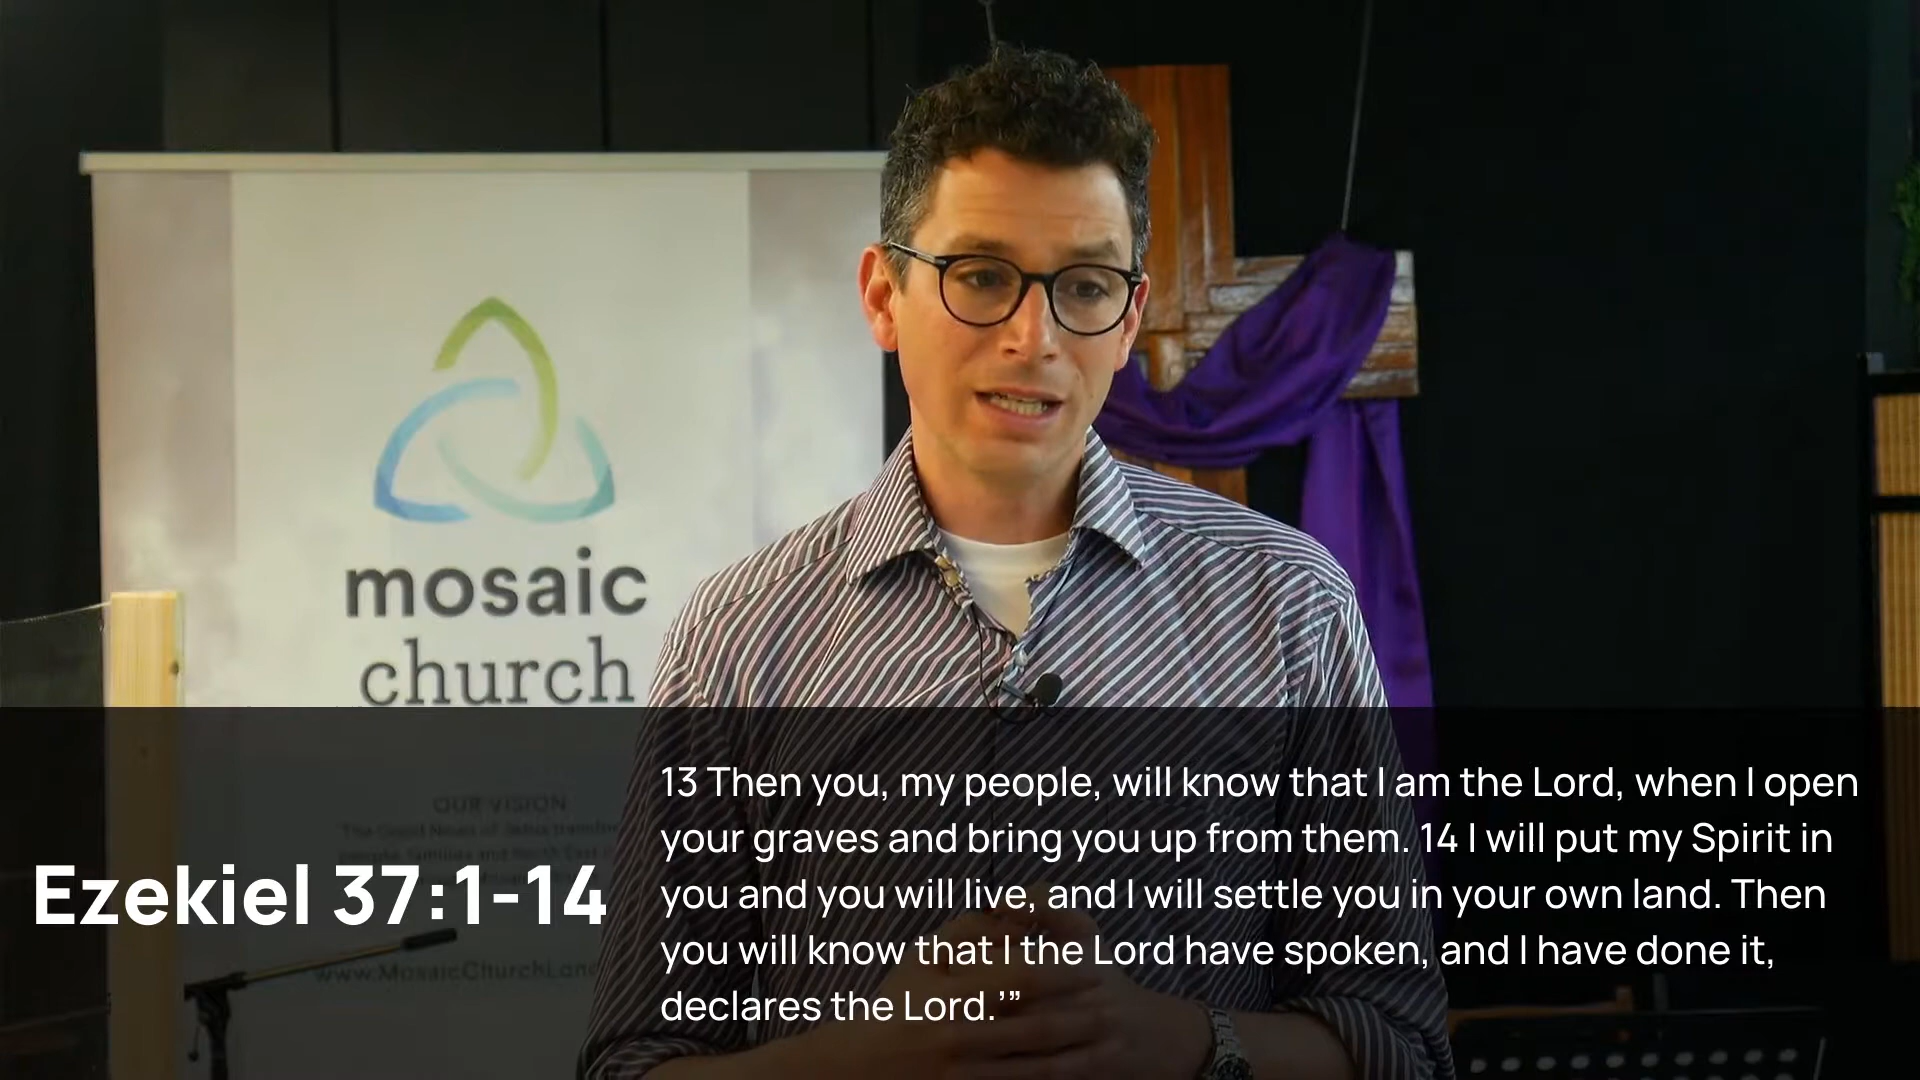 mosaic
church
OUR VISION
Ezekiel 37:1-14
13 Then you, my people, will know that I am the Lord, when I open
your graves and bring you up from them. 14 I will put my Spirit in
you and you will live, and I will settle you in your own land. Then
you will know that I the Lord have spoken, and I have done it,
declares the Lord.’”